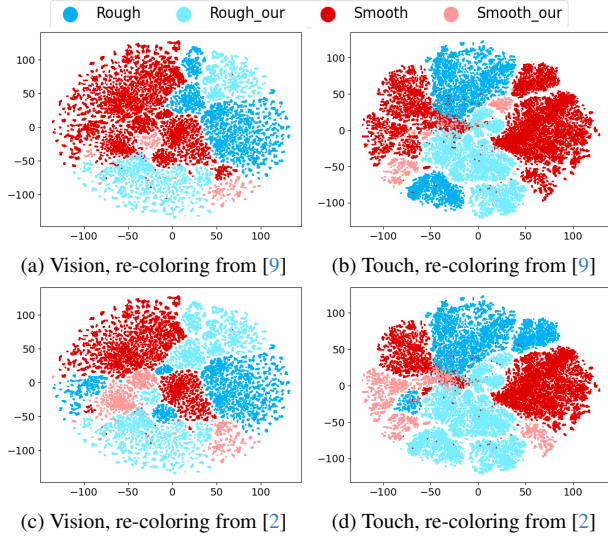 Rough Rough_our Smooth Smooth_our
100
50
0
−50
−100
−100 −50 0 50 100
(a) Vision, re-coloring from [9]
100
50
0
−50
−100
−100 −50 0 50 100
(b) Touch, re-coloring from [9]
100
50
0
−50
−100
−100 −50 0 50 100
(c) Vision, re-coloring from [2]
100
50
0
−50
−100
−100 −50 0 50 100
(d) Touch, re-coloring from [2]